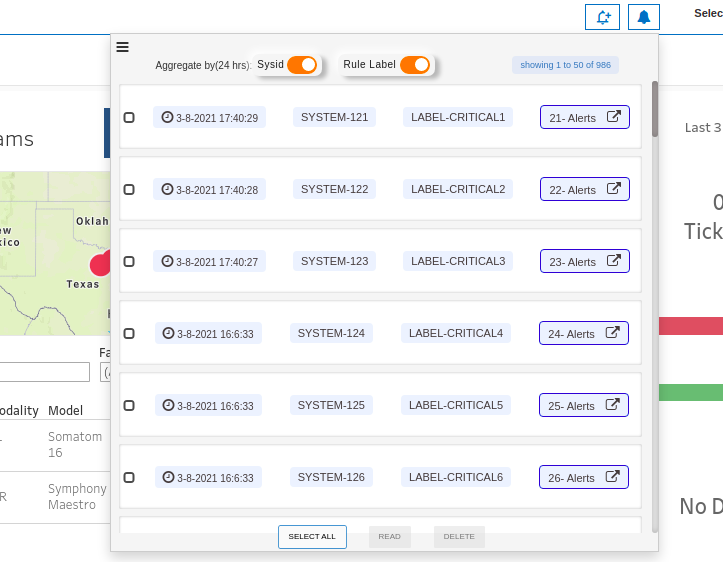 Selec
Aggregate by(24 hrs): Sysid Rule Label showing 1 to 50 of 986
3-8-2021 17:40:29 SYSTEM-121 LABEL-CRITICAL1 21- Alerts
3-8-2021 17:40:28 SYSTEM-122 LABEL-CRITICAL2 22- Alerts
3-8-2021 17:40:27 SYSTEM-123 LABEL-CRITICAL3 23- Alerts
3-8-2021 16:6:33 SYSTEM-124 LABEL-CRITICAL4 24- Alerts
3-8-2021 16:6:33 SYSTEM-125 LABEL-CRITICAL5 25- Alerts
3-8-2021 16:6:33 SYSTEM-126 LABEL-CRITICAL6 26- Alerts
SELECT ALL READ DELETE
ams
Oklah
ew
xico
Texas
Fa
(A
odality Model
L Somatom
16
R Symphony
Maestro
Last 3
0
Tick
No D